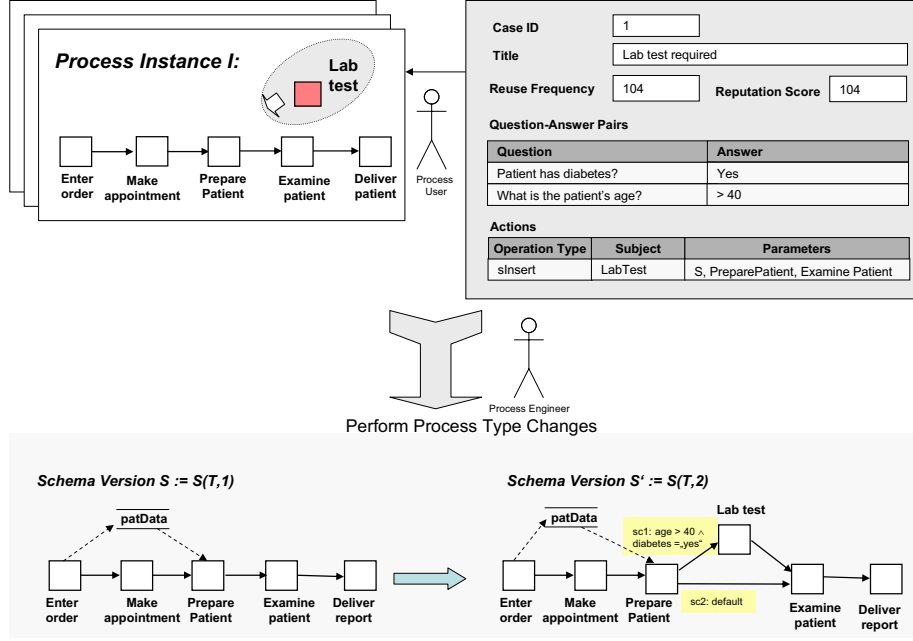 Process Instance I:
Lab
test
Enter
order
Make
appointment
Prepare
Patient
Examine
patient
Deliver
patient
Process
User
Case ID
1
Title
Lab test required
Reuse Frequency
104
Reputation Score
104
Question-Answer Pairs
Question Answer
Patient has diabetes? Yes
What is the patient's age? > 40
Actions
Operation Type Subject Parameters
sInsert LabTest S, PreparePatient, Examine Patient
Process Engineer
Perform Process Type Changes
Schema Version S := S(T,1)
patData
Enter
order
Make
appointment
Prepare
Patient
Examine
patient
Deliver
report
Schema Version S' := S(T,2)
patData
Lab test
sc1: age > 40 ∧
diabetes =„yes"
sc2: default
Enter
order
Make
appointment
Prepare
Patient
Examine
patient
Deliver
report